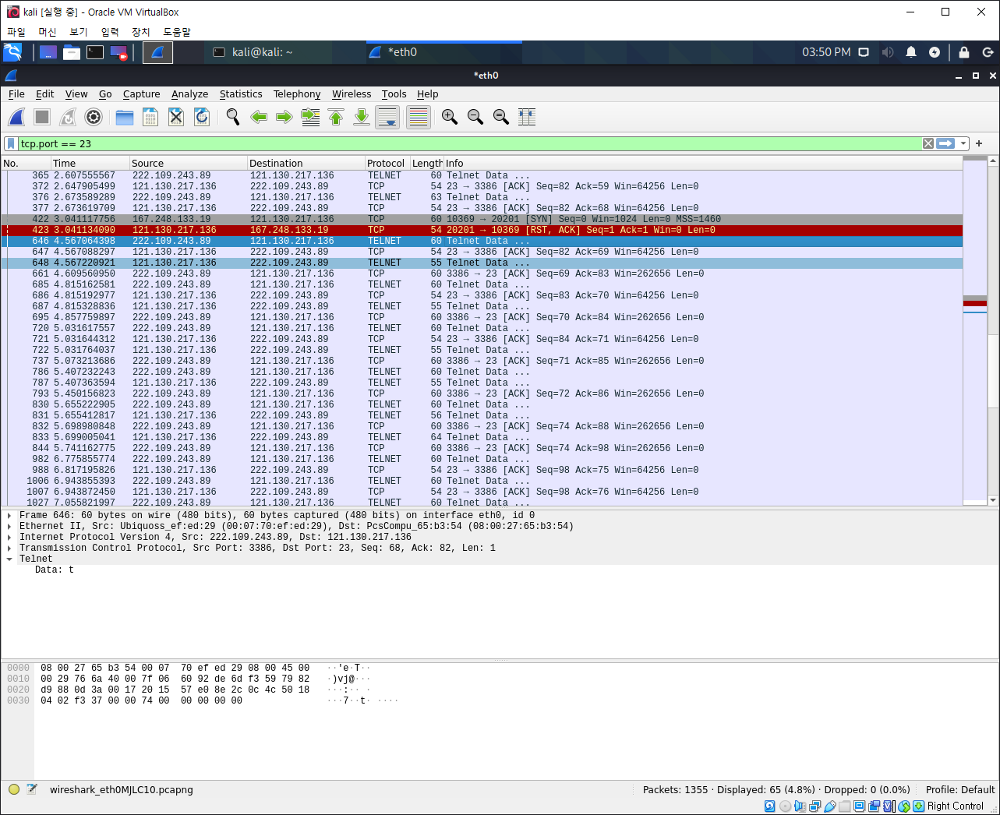 kali [실행 중] - Oracle VM VirtualBox
파일 머신 보기 입력 장치 도움말
kali@kali: ~ *eth0 03:50 PM
*eth0
File Edit View Go Capture Analyze Statistics Telephony Wireless Tools Help
tcp.port == 23
No. Time Source Destination Protocol Length Info
365 2.607555567 222.109.243.89 121.130.217.136 TELNET 60 Telnet Data ...
372 2.647905499 121.130.217.136 222.109.243.89 TCP 54 23 → 3386 [ACK] Seq=82 Ack=59 Win=64256 Len=0
376 2.673589289 222.109.243.89 121.130.217.136 TELNET 63 Telnet Data ...
377 2.673619709 121.130.217.136 222.109.243.89 TCP 54 23 → 3386 [ACK] Seq=82 Ack=68 Win=64256 Len=0
422 3.041117756 167.248.133.19 121.130.217.136 TCP 60 10369 → 20201 [SYN] Seq=0 Win=1024 Len=0 MSS=1460
423 3.041134090 121.130.217.136 167.248.133.19 TCP 54 20201 → 10369 [RST, ACK] Seq=1 Ack=1 Win=0 Len=0
646 4.567064398 222.109.243.89 121.130.217.136 TELNET 60 Telnet Data ...
647 4.567088297 121.130.217.136 222.109.243.89 TCP 54 23 → 3386 [ACK] Seq=82 Ack=69 Win=64256 Len=0
648 4.567220921 121.130.217.136 222.109.243.89 TELNET 55 Telnet Data ...
661 4.609560950 222.109.243.89 121.130.217.136 TCP 60 3386 → 23 [ACK] Seq=69 Ack=83 Win=262656 Len=0
685 4.815162581 222.109.243.89 121.130.217.136 TELNET 60 Telnet Data ...
686 4.815192977 121.130.217.136 222.109.243.89 TCP 54 23 → 3386 [ACK] Seq=83 Ack=70 Win=64256 Len=0
687 4.815328836 121.130.217.136 222.109.243.89 TELNET 55 Telnet Data ...
695 4.857759897 222.109.243.89 121.130.217.136 TCP 60 3386 → 23 [ACK] Seq=70 Ack=84 Win=262656 Len=0
720 5.031617557 222.109.243.89 121.130.217.136 TELNET 60 Telnet Data ...
721 5.031644312 121.130.217.136 222.109.243.89 TCP 54 23 → 3386 [ACK] Seq=84 Ack=71 Win=64256 Len=0
722 5.031764037 121.130.217.136 222.109.243.89 TELNET 55 Telnet Data ...
737 5.073213686 222.109.243.89 121.130.217.136 TCP 60 3386 → 23 [ACK] Seq=71 Ack=85 Win=262656 Len=0
786 5.407232243 222.109.243.89 121.130.217.136 TELNET 60 Telnet Data ...
787 5.407363594 121.130.217.136 222.109.243.89 TELNET 55 Telnet Data ...
793 5.450156823 222.109.243.89 121.130.217.136 TCP 60 3386 → 23 [ACK] Seq=72 Ack=86 Win=262656 Len=0
830 5.655222905 222.109.243.89 121.130.217.136 TELNET 60 Telnet Data ...
831 5.655412817 121.130.217.136 222.109.243.89 TELNET 56 Telnet Data ...
832 5.698980848 222.109.243.89 121.130.217.136 TCP 60 3386 → 23 [ACK] Seq=74 Ack=88 Win=262656 Len=0
833 5.699005041 121.130.217.136 222.109.243.89 TELNET 64 Telnet Data ...
844 5.741162775 222.109.243.89 121.130.217.136 TCP 60 3386 → 23 [ACK] Seq=74 Ack=98 Win=262656 Len=0
982 6.775855774 222.109.243.89 121.130.217.136 TELNET 60 Telnet Data ...
988 6.817195826 121.130.217.136 222.109.243.89 TCP 54 23 → 3386 [ACK] Seq=98 Ack=75 Win=64256 Len=0
1006 6.943855393 222.109.243.89 121.130.217.136 TELNET 60 Telnet Data ...
1007 6.943872450 121.130.217.136 222.109.243.89 TCP 54 23 → 3386 [ACK] Seq=98 Ack=76 Win=64256 Len=0
1027 7.055821997 222.109.243.89 121.130.217.136 TELNET 60 Telnet Data ...
Frame 646: 60 bytes on wire (480 bits), 60 bytes captured (480 bits) on interface eth0, id 0
Ethernet II, Src: Ubiquoss_ef:ed:29 (00:07:70:ef:ed:29), Dst: PcsCompu_65:b3:54 (08:00:27:65:b3:54)
Internet Protocol Version 4, Src: 222.109.243.89, Dst: 121.130.217.136
Transmission Control Protocol, Src Port: 3386, Dst Port: 23, Seq: 68, Ack: 82, Len: 1
Telnet
Data: t
0000 08 00 27 65 b3 54 00 07 70 ef ed 29 08 00 45 00 ··'e·T··
0010 00 29 76 6a 40 00 7f 06 60 92 de 6d f3 59 79 82 ·)vj@···
0020 d9 88 0d 3a 00 17 20 15 57 e0 8e 2c 0c 4c 50 18 ···:·· ·
0030 04 02 f3 37 00 00 74 00 00 00 00 00 ···7··t· ····
wireshark_eth0MJLC10.pcapng Packets: 1355 · Displayed: 65 (4.8%) · Dropped: 0 (0.0%) Profile: Default
Right Control